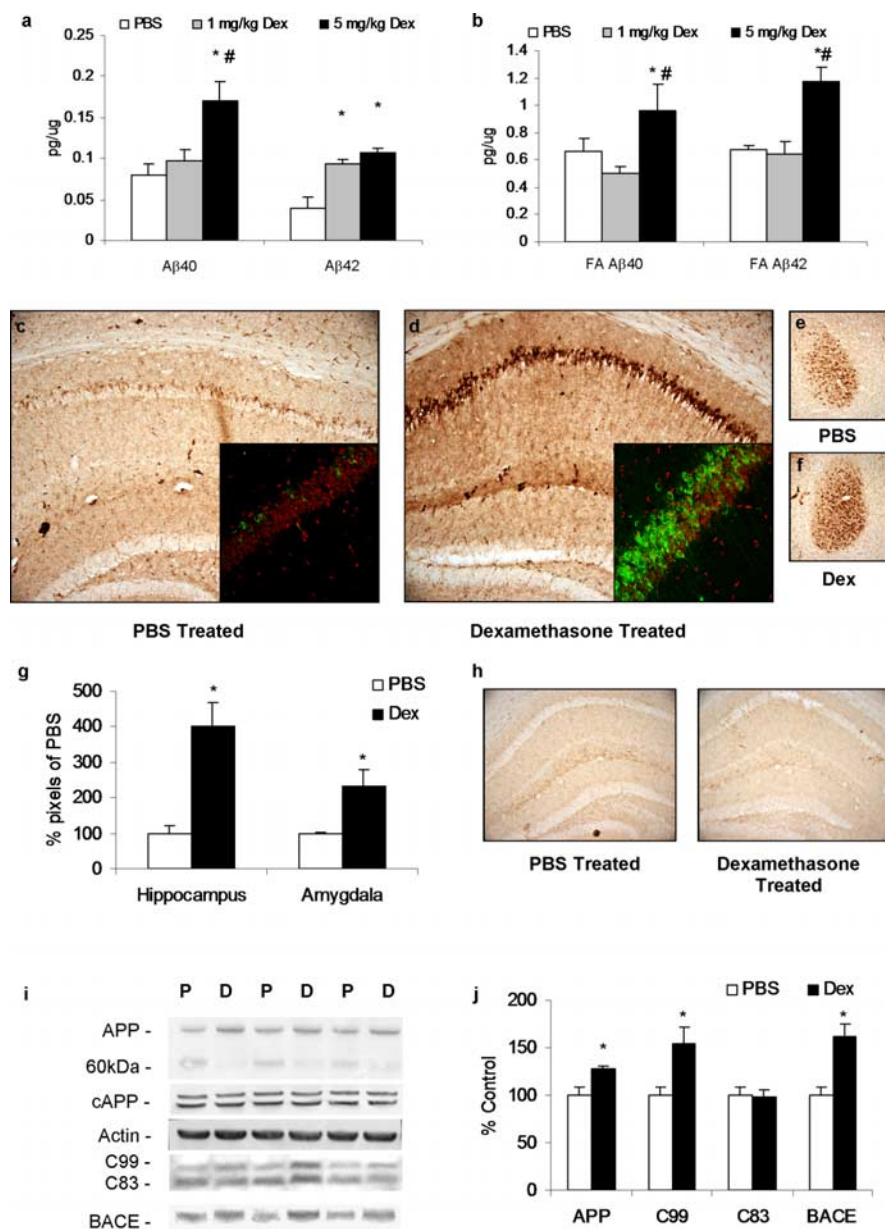 a
PBS 1 mg/kg Dex 5 mg/kg Dex
0.25
0.2
0.15
0.1
0.05
0
pg/ug
* #
*
*
Aβ40 Aβ42
b
PBS 1 mg/kg Dex 5 mg/kg Dex
1.4
1.2
1
0.8
0.6
0.4
0.2
0
pg/ug
* #
*#
FA Aβ40 FA Aβ42
c
PBS Treated
d
Dexamethasone Treated
e
PBS
f
Dex
g
PBS
Dex
500
400
300
200
100
0
% pixels of PBS
*
*
Hippocampus Amygdala
h
PBS Treated
Dexamethasone
Treated
i
P D P D P D
APP -
60kDa
cAPP -
Actin -
C99 -
C83 -
BACE -
j
PBS Dex
200
150
100
50
0
% Control
*
*
*
APP C99 C83 BACE